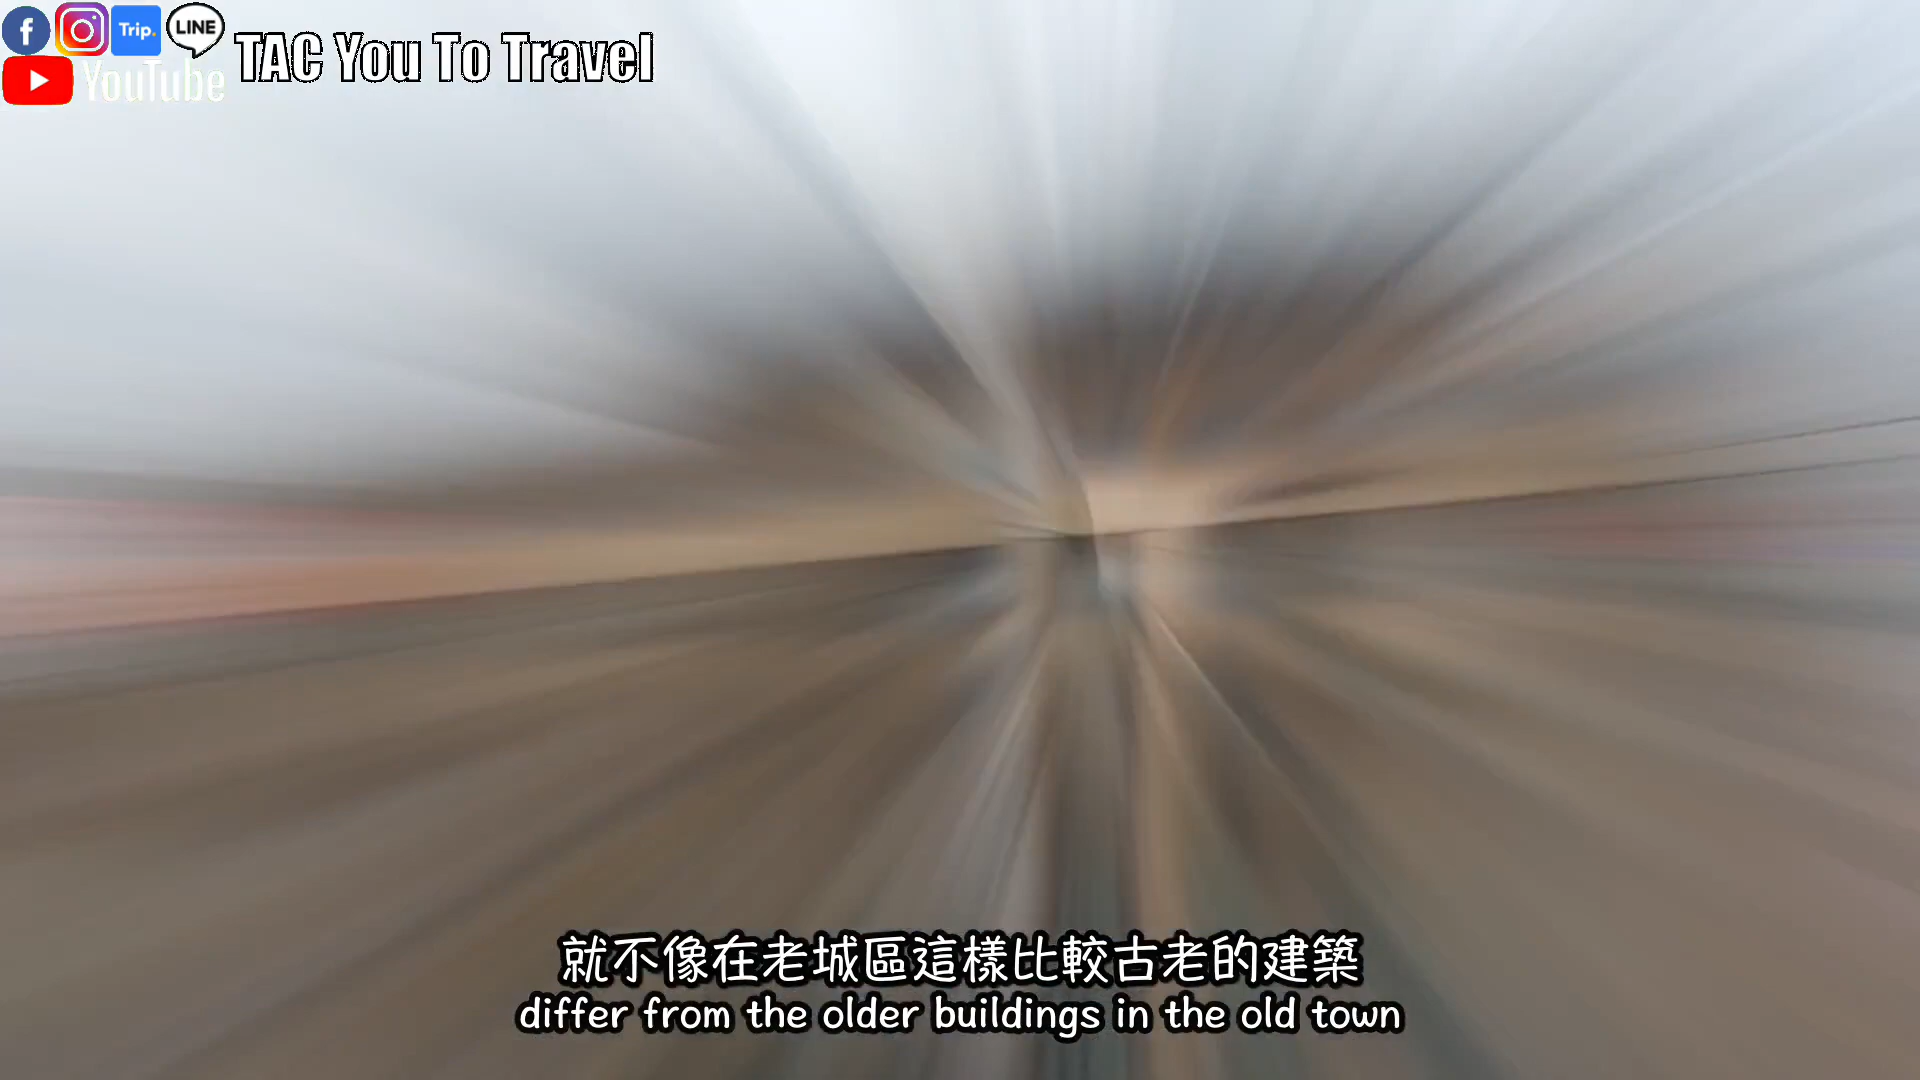 f
Trip.
LINE
YouTube
TAC You To Travel
就不像在老城區這樣比較古老的建築
differ from the older buildings in the old town